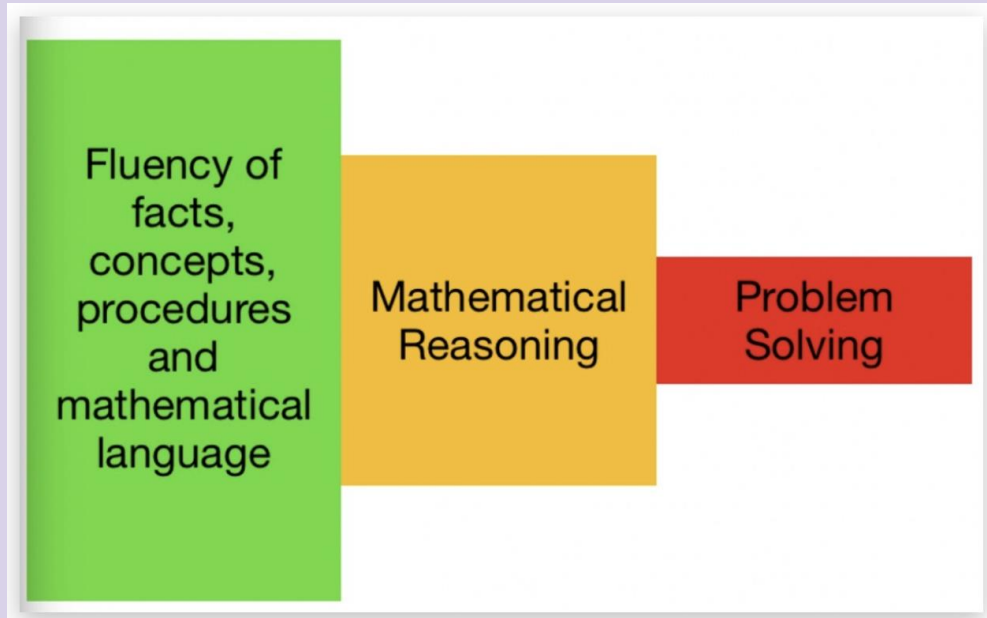 Fluency of
facts,
concepts,
procedures
and
mathematical
language
Mathematical
Reasoning
Problem
Solving